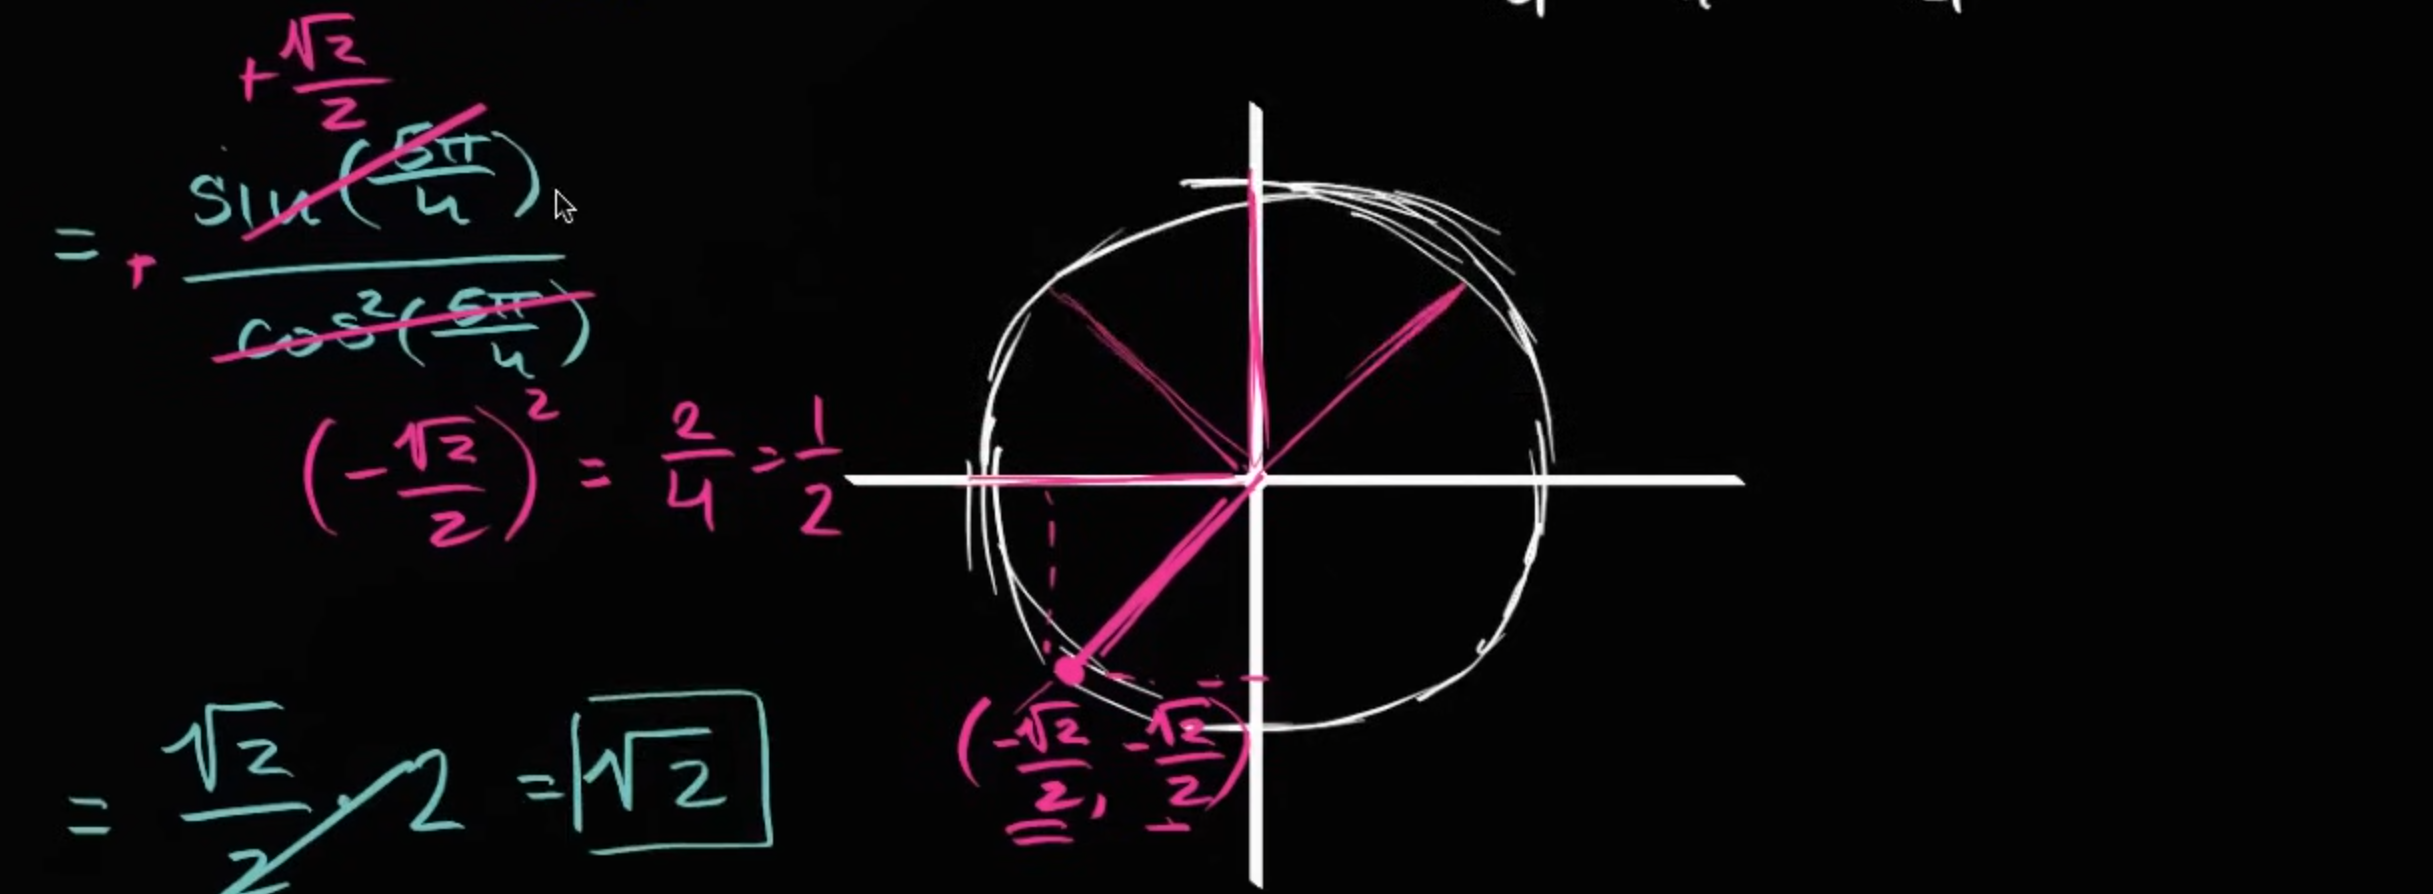 + √2/2
= + sin(5π/4) / cos²(5π/4)
(-√2/2)² = 2/4 = 1/2
= √2/2 · 2 = √2
(-√2/2, -√2/2)